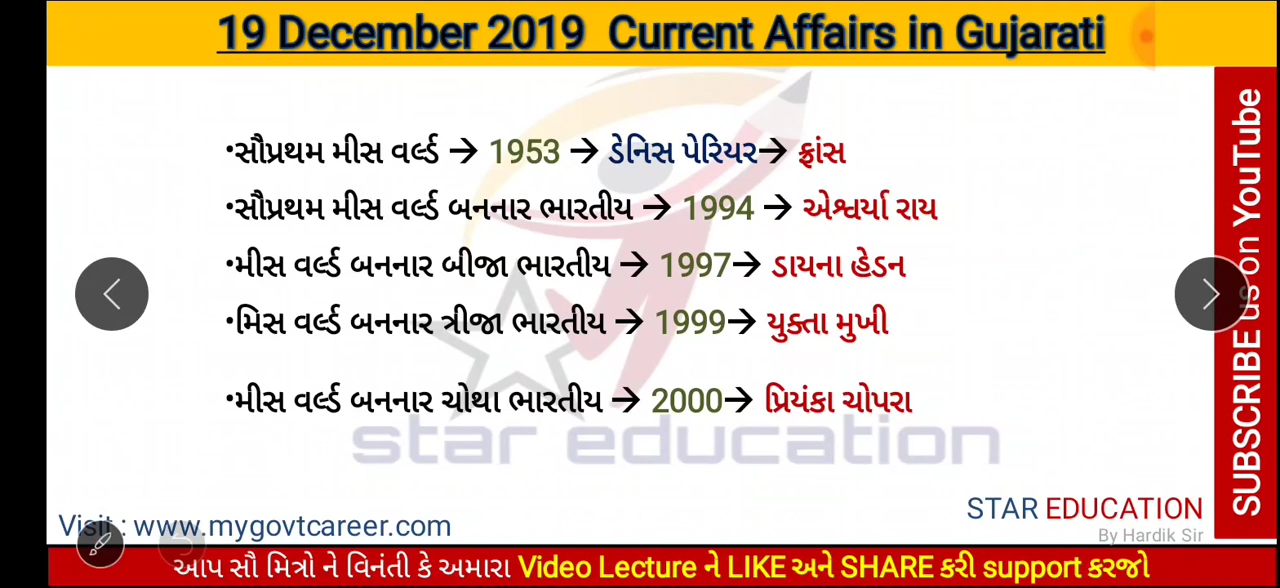 19 December 2019 Current Affairs in Gujarati
•સૌપ્રથમ મીસ વર્લ્ડ → 1953 → ડેનિસ પેરિયર→ ફ્રાંસ
•સૌપ્રથમ મીસ વર્લ્ડ બનનાર ભારતીય → 1994 → એશ્વર્યા રાય
•મીસ વર્લ્ડ બનનાર બીજા ભારતીય → 1997→ ડાયના હેડન
•મિસ વર્લ્ડ બનનાર ત્રીજા ભારતીય → 1999→ યુક્તા મુખી
•મીસ વર્લ્ડ બનનાર ચોથા ભારતીય → 2000→ પ્રિયંકા ચોપરા
star education
STAR EDUCATION
By Hardik Sir
Visit : www.mygovtcareer.com
આપ સૌ મિત્રો ને વિનંતી કે અમારા Video Lecture ને LIKE અને SHARE કરી support કરજો
SUBSCRIBE us on YouTube